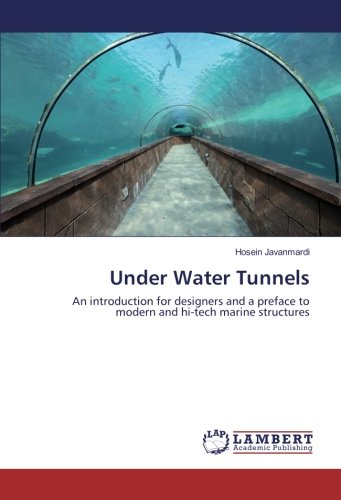 Hosein Javanmardi
Under Water Tunnels
An introduction for designers and a preface to
modern and hi-tech marine structures
LAP
LAMBERT
Academic Publishing